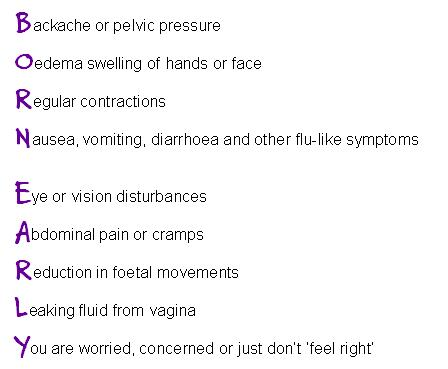 Backache or pelvic pressure
Oedema swelling of hands or face
Regular contractions
Nausea, vomiting, diarrhoea and other flu-like symptoms
Eye or vision disturbances
Abdominal pain or cramps
Reduction in foetal movements
Leaking fluid from vagina
You are worried, concerned or just don't 'feel right'